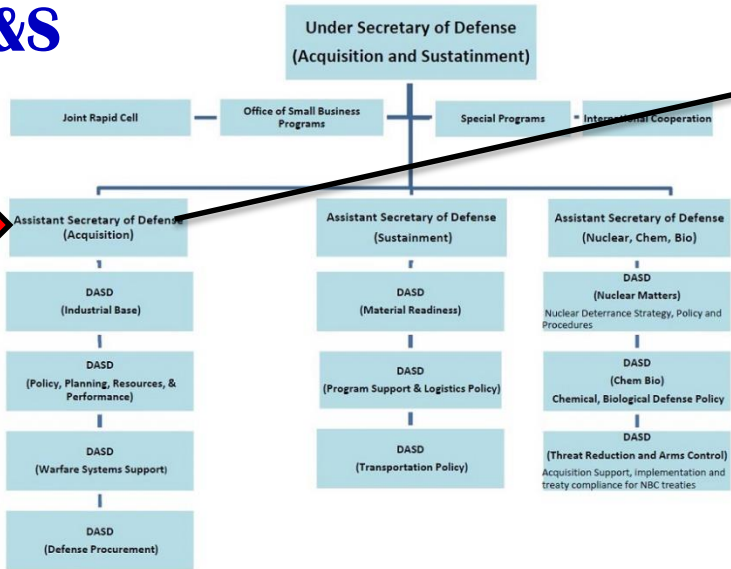 &S
Under Secretary of Defense
(Acquisition and Sustatinment)
Joint Rapid Cell
Office of Small Business
Programs
Special Programs
International Cooperation
Assistant Secretary of Defense
(Acquisition)
Assistant Secretary of Defense
(Sustainment)
Assistant Secretary of Defense
(Nuclear, Chem, Bio)
DASD
(Industrial Base)
DASD
(Material Readiness)
DASD
(Nuclear Matters)
Nuclear Deterrance Strategy, Policy and
Procedures
DASD
(Policy, Planning, Resources, &
Performance)
DASD
(Program Support & Logistics Policy)
DASD
(Chem Bio)
Chemical, Biological Defense Policy
DASD
(Warfare Systems Support)
DASD
(Transportation Policy)
DASD
(Threat Reduction and Arms Control)
Acquisition Support, implementation and
treaty compliance for NBC treaties
DASD
(Defense Procurement)